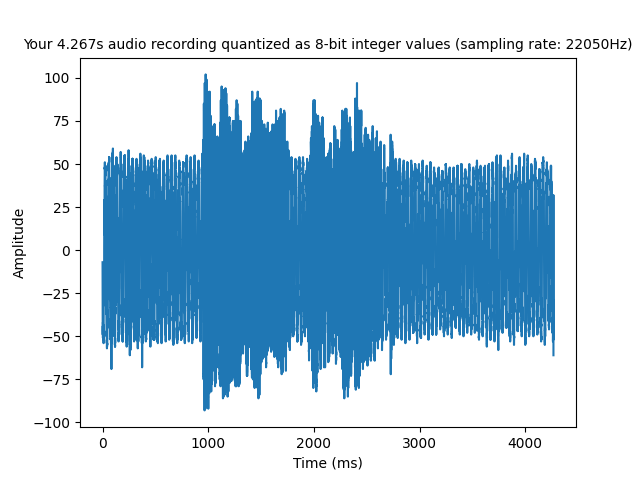 Your 4.267s audio recording quantized as 8-bit integer values (sampling rate: 22050Hz)
100
75
50
25
0
−25
−50
−75
−100
Amplitude
0 1000 2000 3000 4000
Time (ms)